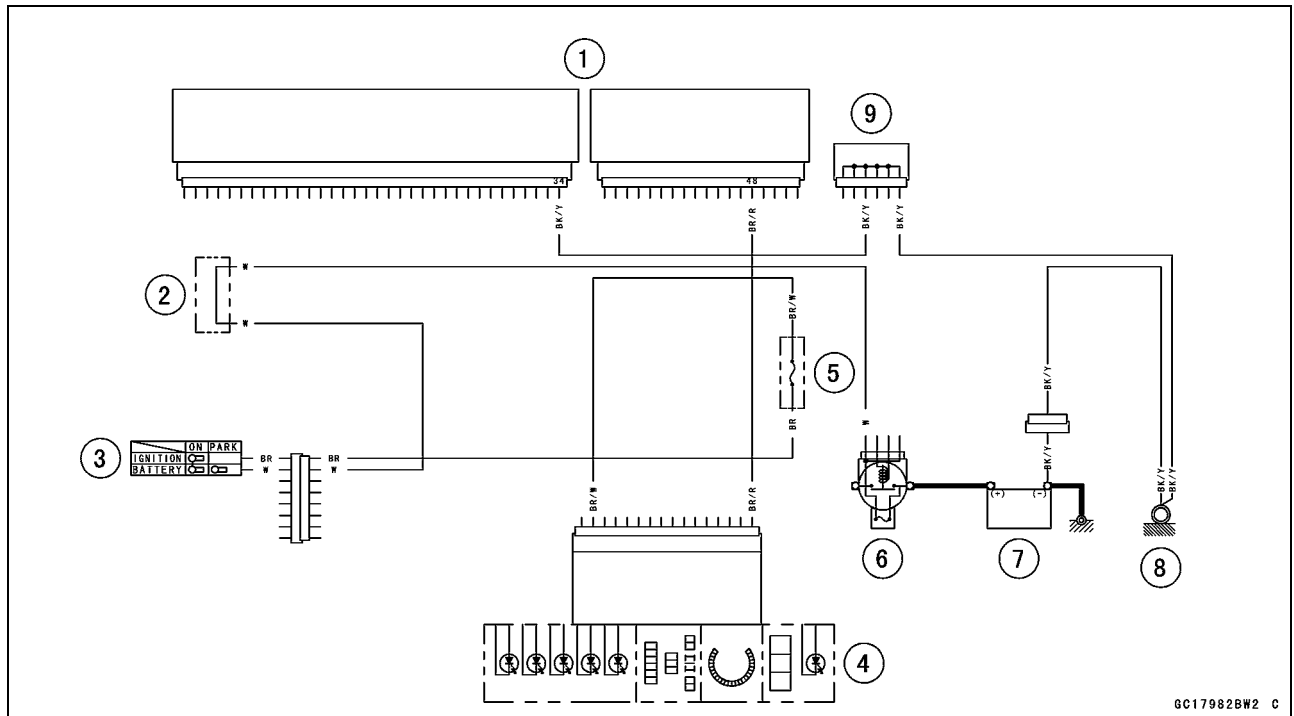 1
9
34
48
BK/Y
BR/R
BK/Y
BK/Y
2
W
W
BR/W
5
BK/Y
BR
W
3
ON PARK
IGNITION
BATTERY
BR
W
BR
W
BK/Y
BR/W
BR/R
BK/Y
BK/Y
(+)
(-)
6
7
8
4
GC17982BW2 C